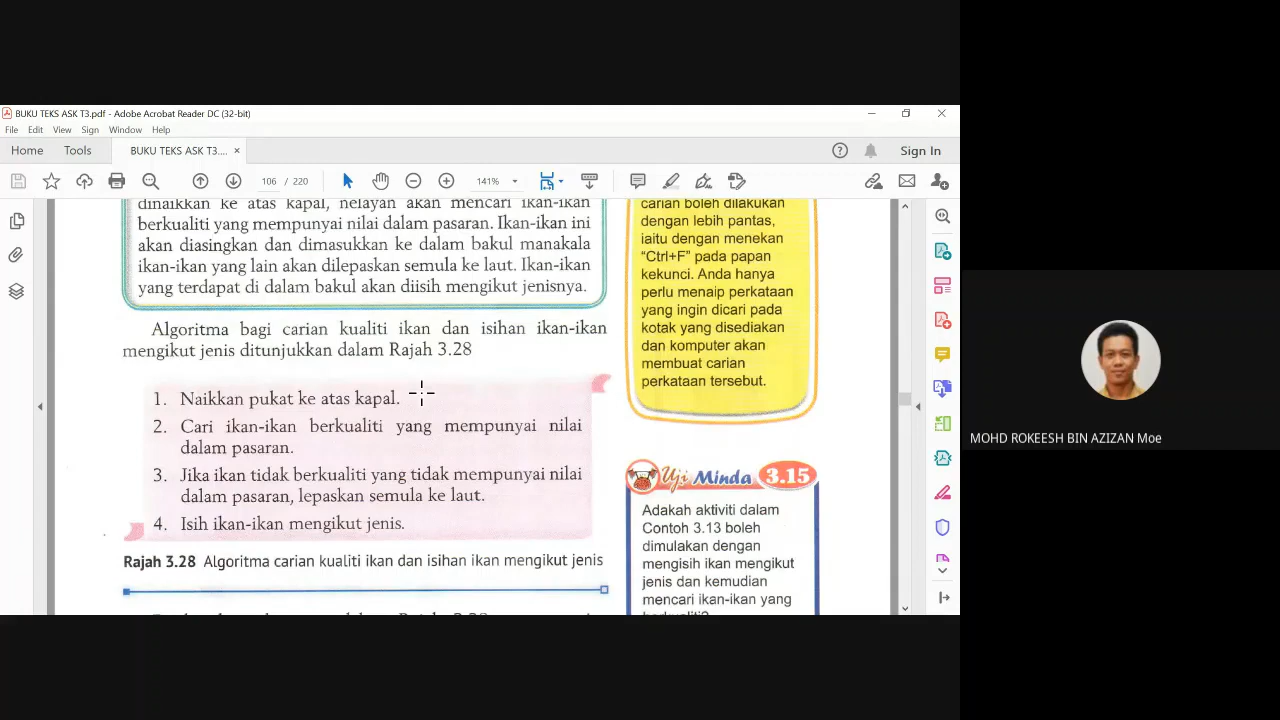 BUKU TEKS ASK T3.pdf - Adobe Acrobat Reader DC (32-bit)
File Edit View Sign Window Help
Home Tools BUKU TEKS ASK T3.... × Sign In
106 / 220 141%
dinaikkan ke atas kapal, nelayan akan mencari ikan-ikan
berkualiti yang mempunyai nilai dalam pasaran. Ikan-ikan ini
akan diasingkan dan dimasukkan ke dalam bakul manakala
ikan-ikan yang lain akan dilepaskan semula ke laut. Ikan-ikan
yang terdapat di dalam bakul akan diisih mengikut jenisnya.
Algoritma bagi carian kualiti ikan dan isihan ikan-ikan
mengikut jenis ditunjukkan dalam Rajah 3.28
1. Naikkan pukat ke atas kapal.
2. Cari ikan-ikan berkualiti yang mempunyai nilai
dalam pasaran.
3. Jika ikan tidak berkualiti yang tidak mempunyai nilai
dalam pasaran, lepaskan semula ke laut.
4. Isih ikan-ikan mengikut jenis.
Rajah 3.28 Algoritma carian kualiti ikan dan isihan ikan mengikut jenis
carian boleh dilakukan
dengan lebih pantas,
iaitu dengan menekan
“Ctrl+F” pada papan
kekunci. Anda hanya
perlu menaip perkataan
yang ingin dicari pada
kotak yang disediakan
dan komputer akan
membuat carian
perkataan tersebut.
Uji Minda 3.15
Adakah aktiviti dalam
Contoh 3.13 boleh
dimulakan dengan
mengisih ikan mengikut
jenis dan kemudian
mencari ikan-ikan yang
MOHD ROKEESH BIN AZIZAN Moe